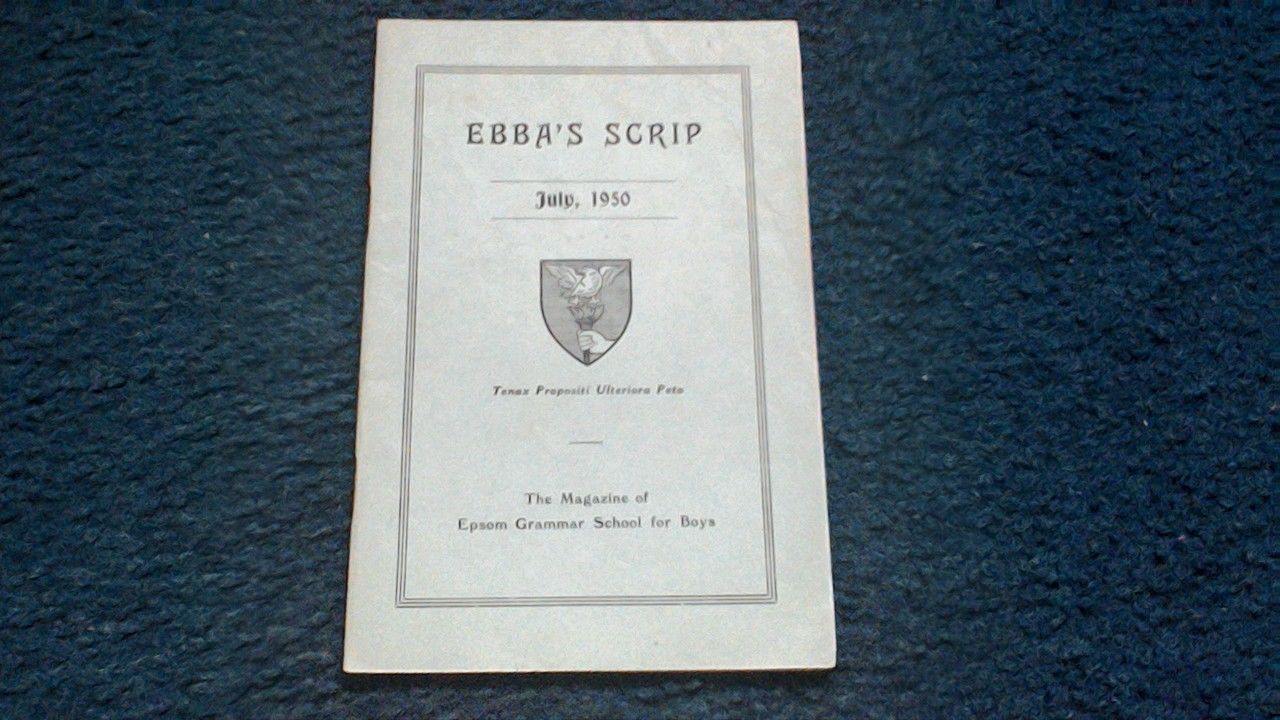 EBBA'S SCRIP
July, 1950
Tenax Propositi Ulteriora Peto
The Magazine of
Epsom Grammar School for Boys